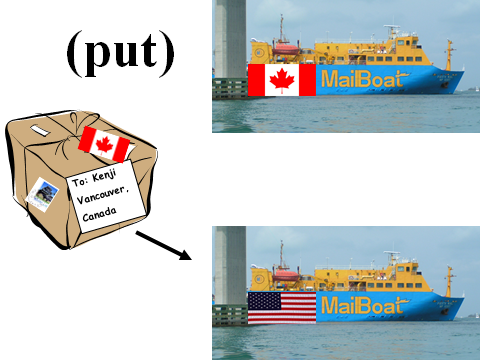 (put)
MailBoat
To: Kenji
Vancouver,
Canada
MailBoat